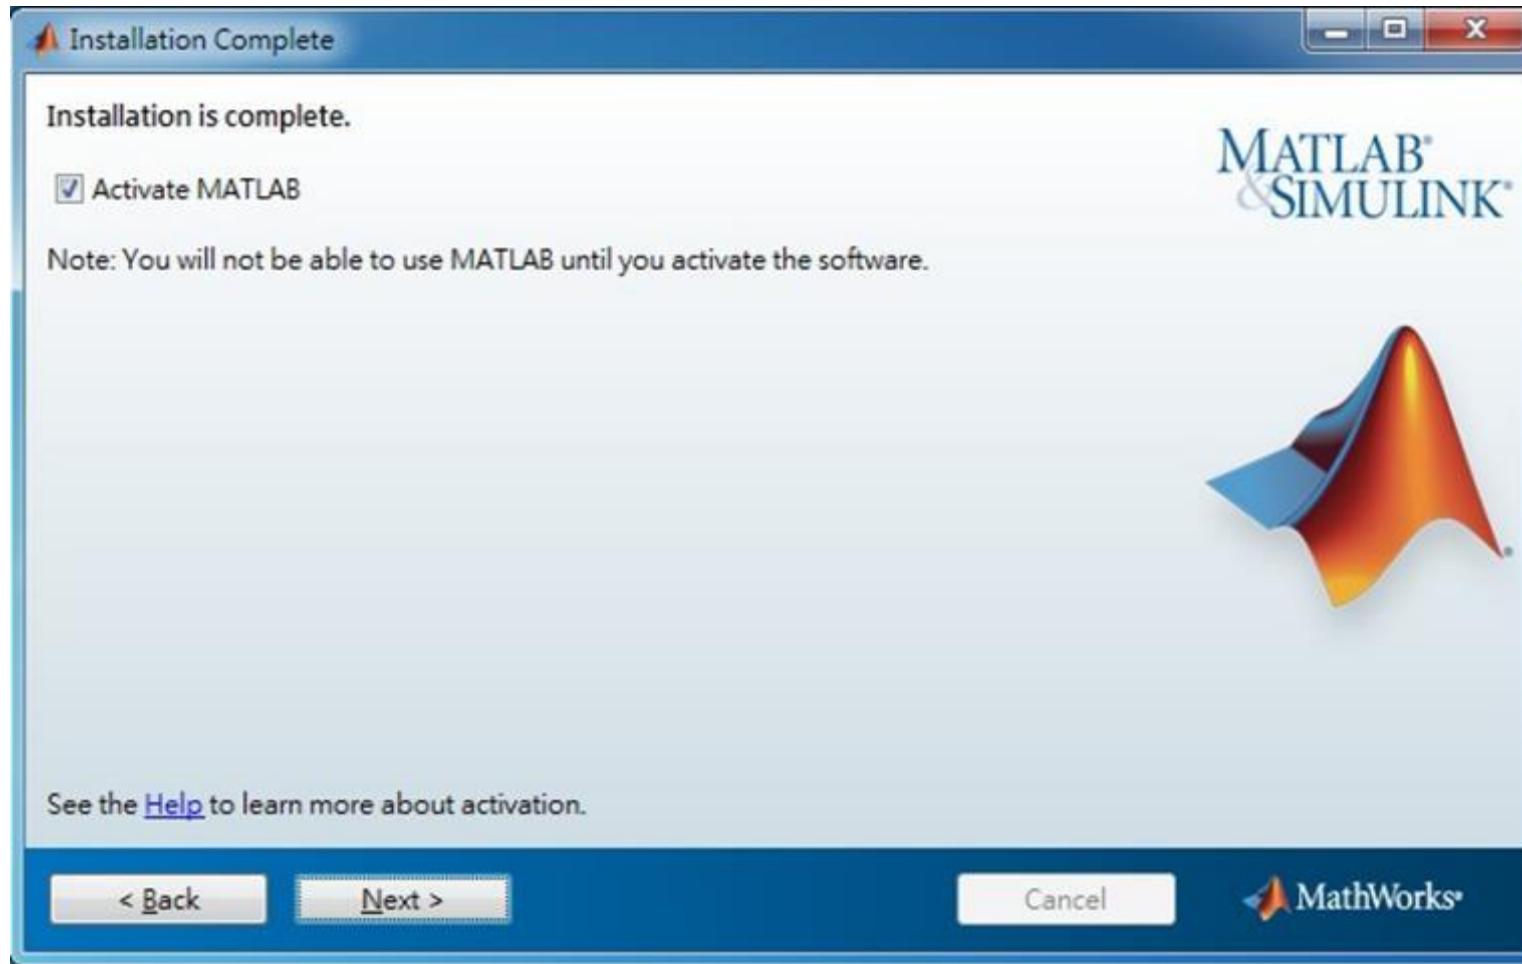 Installation Complete
Installation is complete.
Activate MATLAB
Note: You will not be able to use MATLAB until you activate the software.
MATLAB®
&SIMULINK®
See the Help to learn more about activation.
< Back
Next >
Cancel
MathWorks®